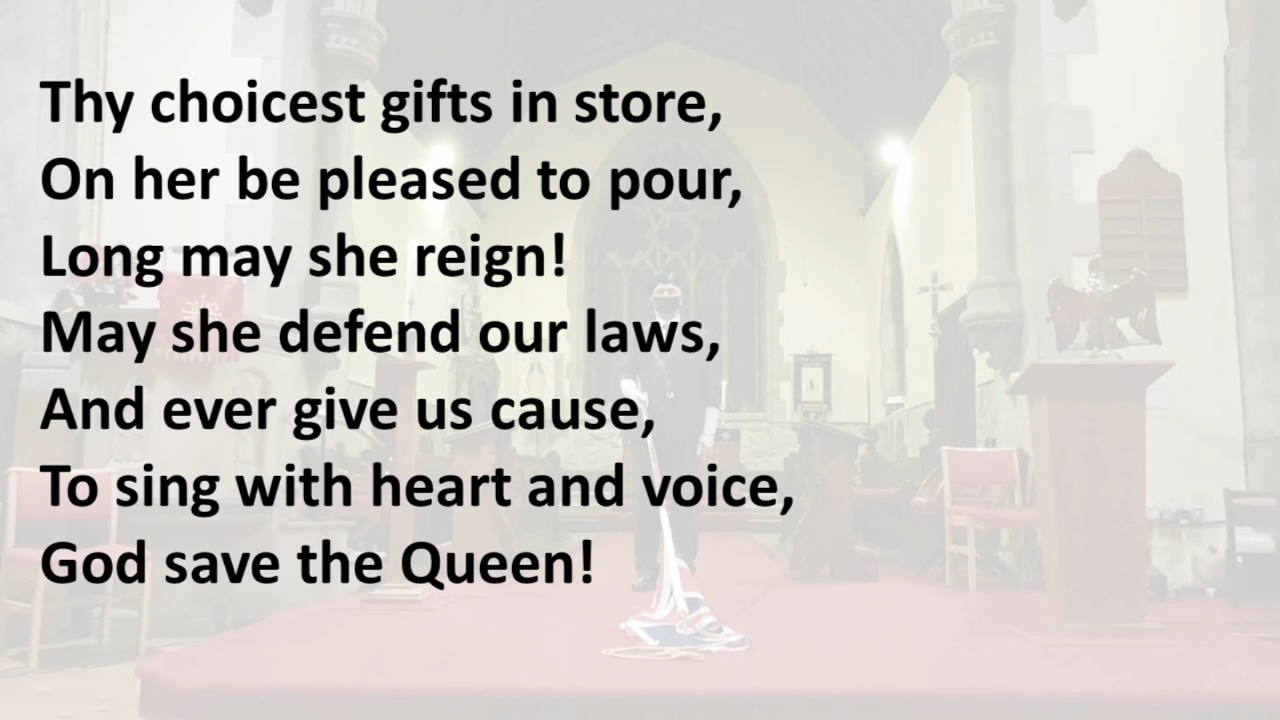 Thy choicest gifts in store,
On her be pleased to pour,
Long may she reign!
May she defend our laws,
And ever give us cause,
To sing with heart and voice,
God save the Queen!